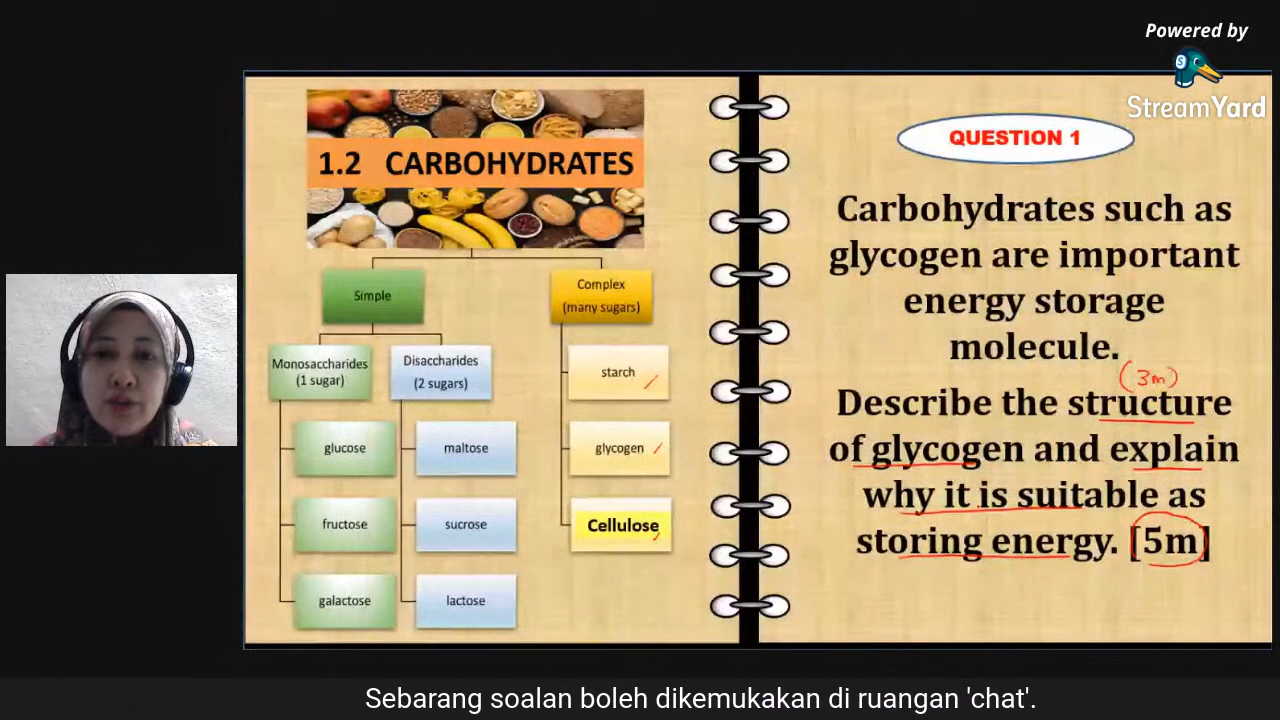 Powered by
StreamYard
1.2 CARBOHYDRATES
Simple
Complex
(many sugars)
Monosaccharides
(1 sugar)
Disaccharides
(2 sugars)
starch
glucose
maltose
glycogen
fructose
sucrose
Cellulose
galactose
lactose
QUESTION 1
Carbohydrates such as
glycogen are important
energy storage
molecule.
(3m)
Describe the structure
of glycogen and explain
why it is suitable as
storing energy. [5m]
Sebarang soalan boleh dikemukakan di ruangan 'chat'.